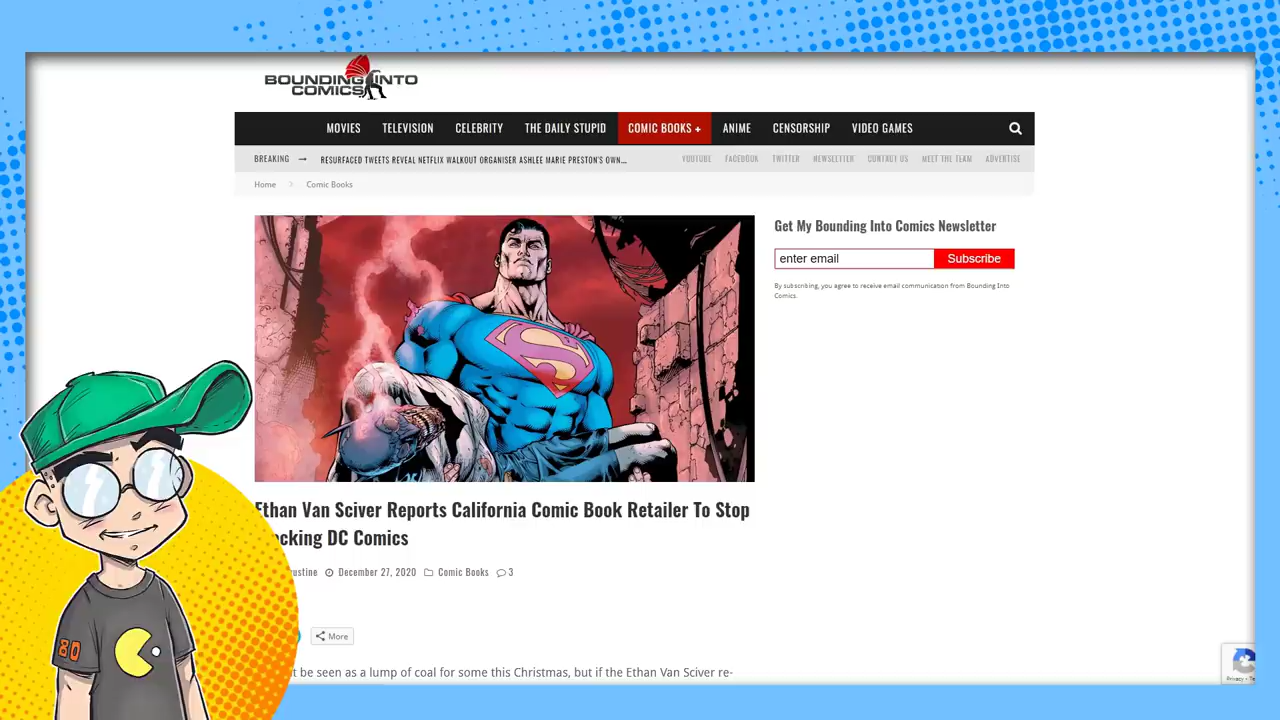 BOUNDING INTO
COMICS
MOVIES TELEVISION CELEBRITY THE DAILY STUPID COMIC BOOKS + ANIME CENSORSHIP VIDEO GAMES
BREAKING → RESURFACED TWEETS REVEAL NETFLIX WALKOUT ORGANISER ASHLEE MARIE PRESTON'S OWN... YOUTUBE FACEBOOK TWITTER NEWSLETTER CONTACT US MEET THE TEAM ADVERTISE
Home > Comic Books
Get My Bounding Into Comics Newsletter
enter email Subscribe
By subscribing, you agree to receive email communication from Bounding Into
Comics.
S
Ethan Van Sciver Reports California Comic Book Retailer To Stop
ocking DC Comics
ustine December 27, 2020 Comic Books 3
More
t be seen as a lump of coal for some this Christmas, but if the Ethan Van Sciver re-
80
Privacy - Te